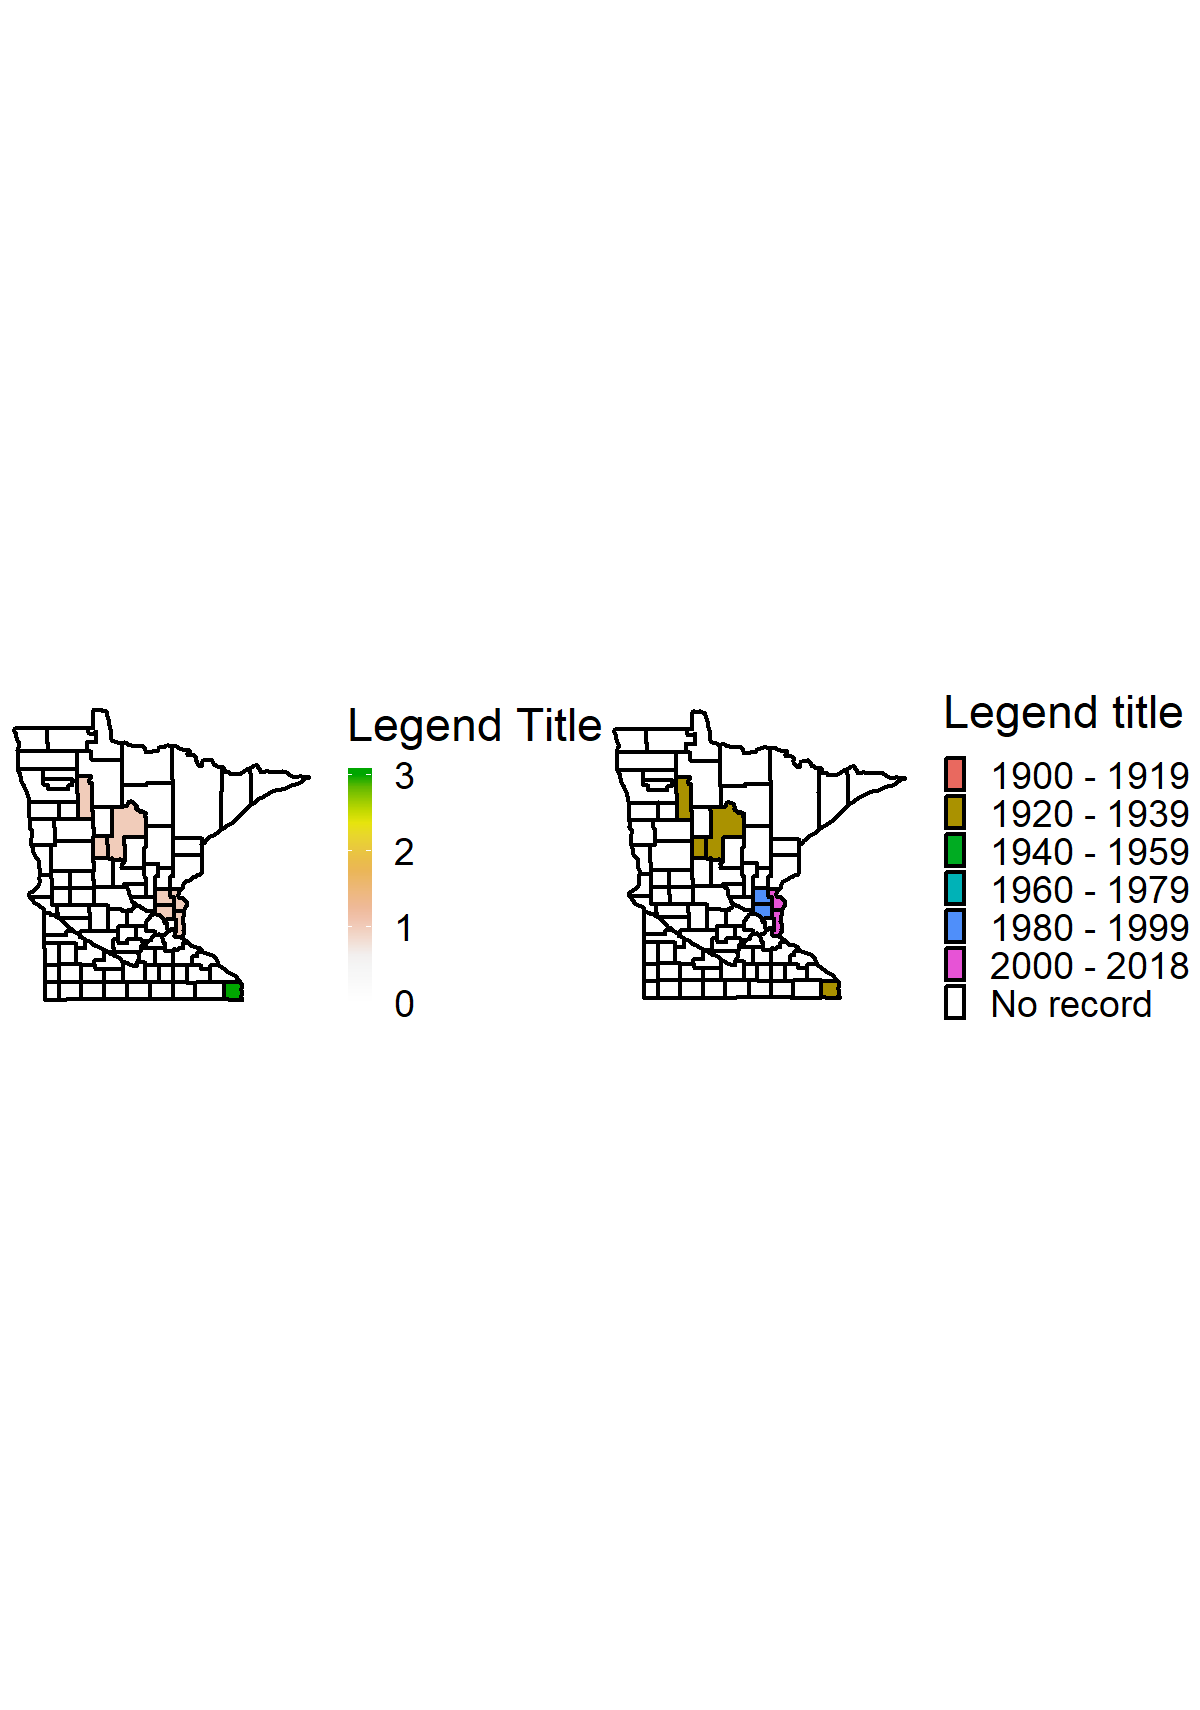 Legend Title
3
2
1
0
Legend title
1900 - 1919
1920 - 1939
1940 - 1959
1960 - 1979
1980 - 1999
2000 - 2018
No record